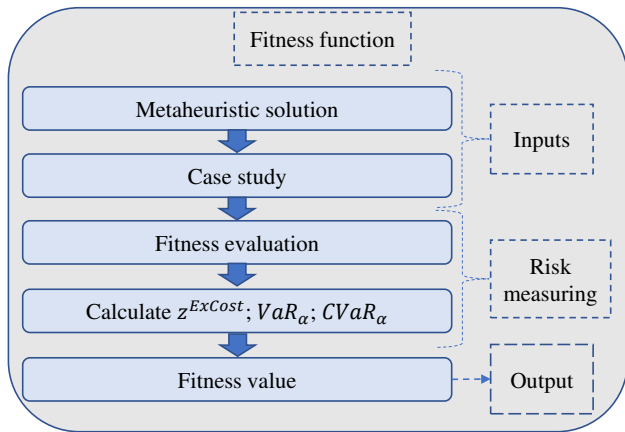 Fitness function
Metaheuristic solution
Inputs
Case study
Fitness evaluation
Risk
measuring
Calculate z^{ExCost}; VaR_α; CVaR_α
Fitness value
Output